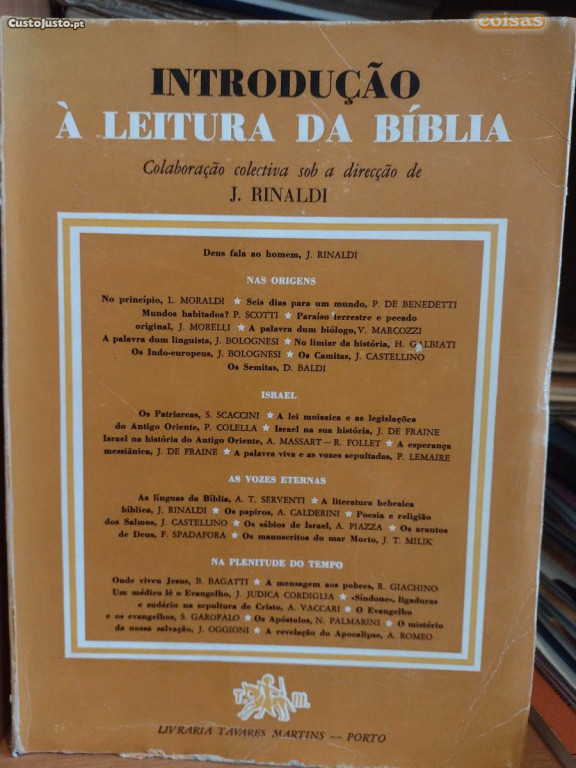 CustoJusto.pt
coisas
INTRODUÇÃO
À LEITURA DA BÍBLIA
Colaboração colectiva sob a direcção de
J. RINALDI
Deus fala ao homem, J. RINALDI
NAS ORIGENS
No princípio, L. MORALDI ★ Seis dias para um mundo, P. DE BENEDETTI
Mundos habitados? P. SCOTTI ★ Paraíso terrestre e pecado
original, J. MORELLI ★ A palavra dum biólogo, V. MARCOZZI
A palavra dum linguista, J. BOLOGNESI ★ No limiar da história, H. GALBIATI
Os Indo-europeus, J. BOLOGNESI ★ Os Camitas, J. CASTELLINO
Os Semitas, D. BALDI
ISRAEL
Os Patriarcas, S. SCACCINI ★ A lei mosaica e as legislações
do Antigo Oriente, P. COLELLA ★ Israel na sua história, J. DE FRAINE
Israel na história do Antigo Oriente, A. MASSART — R. FOLLET ★ A esperança
messiânica, J. DE FRAINE ★ A palavra viva e as vozes sepultadas, P. LEMAIRE
AS VOZES ETERNAS
As línguas da Bíblia, A. T. SERVENTI ★ A literatura hebraica
bíblica, J. RINALDI ★ Os papiros, A. CALDERINI ★ Poesia e religião
dos Salmos, J. CASTELLINO ★ Os sábios de Israel, A. PIAZZA ★ Os arautos
de Deus, F. SPADAFORA ★ Os manuscritos do mar Morto, J. T. MILIK
NA PLENITUDE DO TEMPO
Onde viveu Jesus, B. BAGATTI ★ A mensagem aos pobres, R. GIACHINO
Um médico lê o Evangelho, J. JUDICA CORDIGLIA ★ «Sindone», ligaduras
e sudário na sepultura de Cristo, A. VACCARI ★ O Evangelho
e os evangelhos, S. GAROFALO ★ Os Apóstolos, N. PALMARINI ★ O mistério
da nossa salvação, J. OGGIONI ★ A revelação do Apocalipse, A. ROMEO
T. M.
LIVRARIA TAVARES MARTINS — PORTO